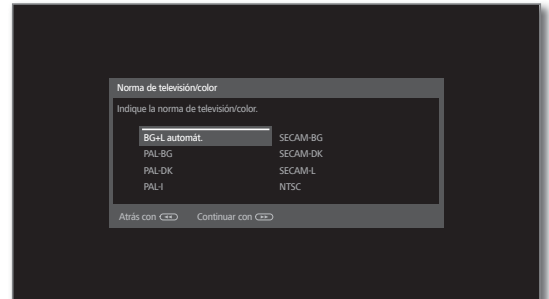 Norma de televisión/color
Indique la norma de televisión/color.
BG+L automát. SECAM-BG
PAL-BG SECAM-DK
PAL-DK SECAM-L
PAL-I NTSC
Atrás con Continuar con